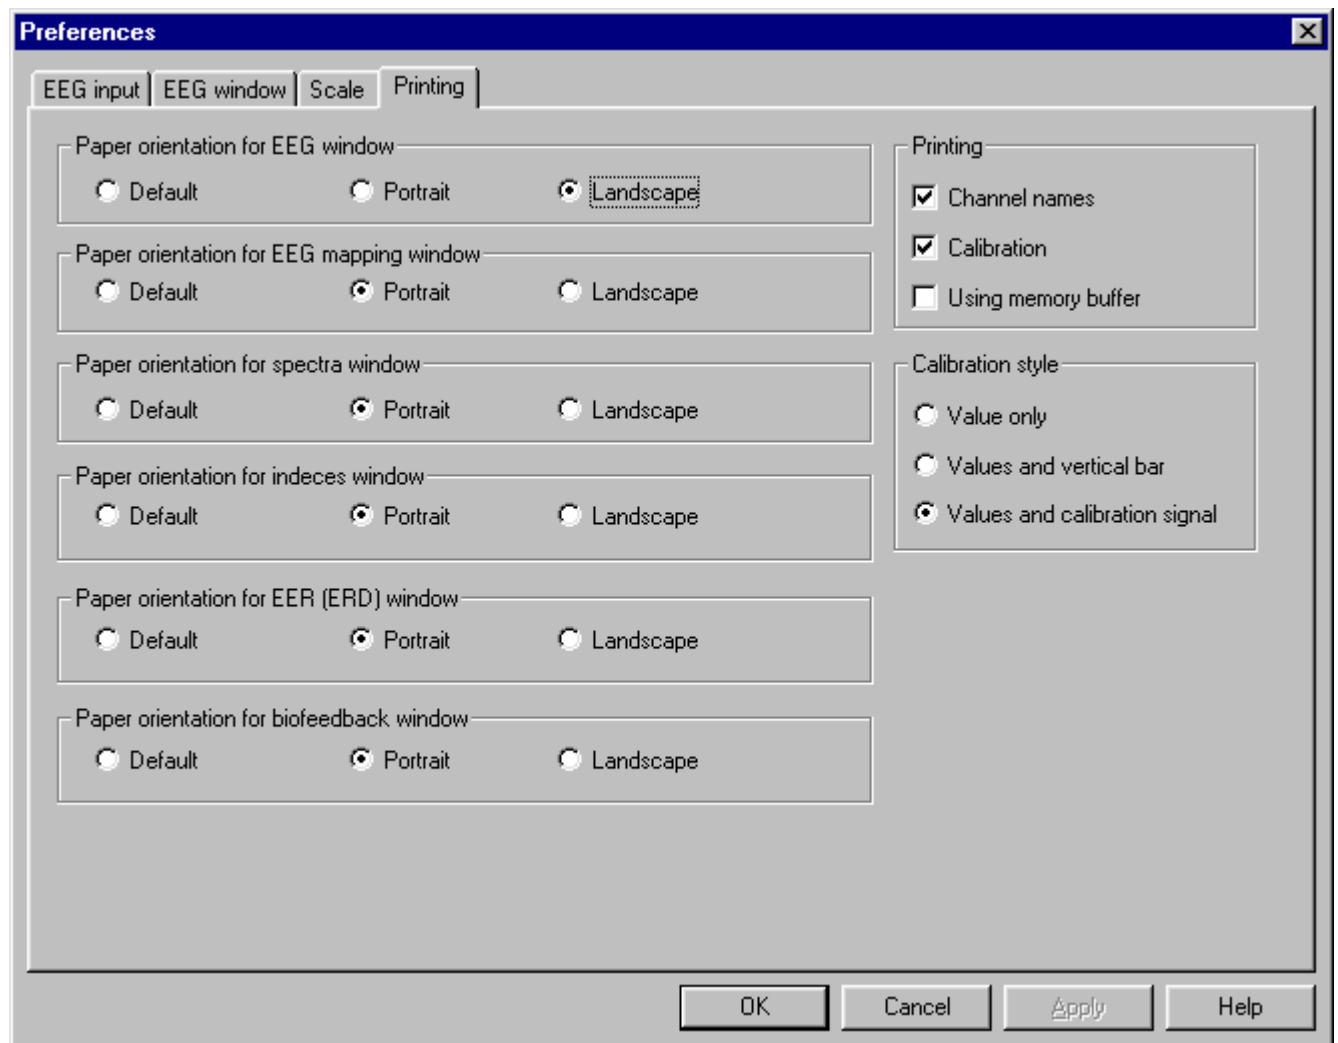 Preferences
EEG input EEG window Scale Printing
Paper orientation for EEG window
Default Portrait Landscape
Paper orientation for EEG mapping window
Default Portrait Landscape
Paper orientation for spectra window
Default Portrait Landscape
Paper orientation for indeces window
Default Portrait Landscape
Paper orientation for EER (ERD) window
Default Portrait Landscape
Paper orientation for biofeedback window
Default Portrait Landscape
Printing
Channel names
Calibration
Using memory buffer
Calibration style
Value only
Values and vertical bar
Values and calibration signal
OK Cancel Apply Help